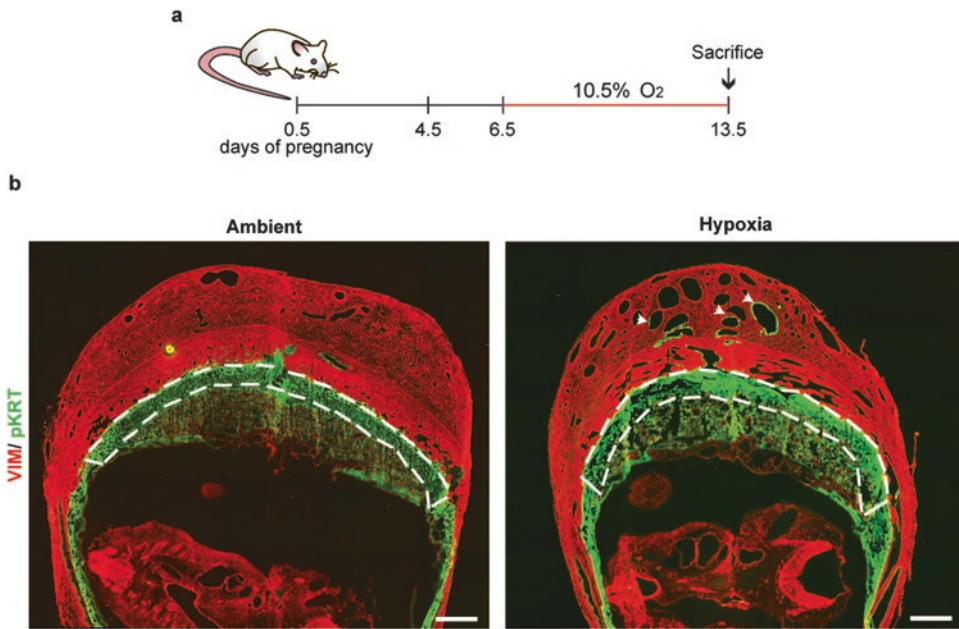 a
Sacrifice
10.5% O2
0.5 4.5 6.5 13.5
days of pregnancy
b
Ambient Hypoxia
VIM/ pKRT